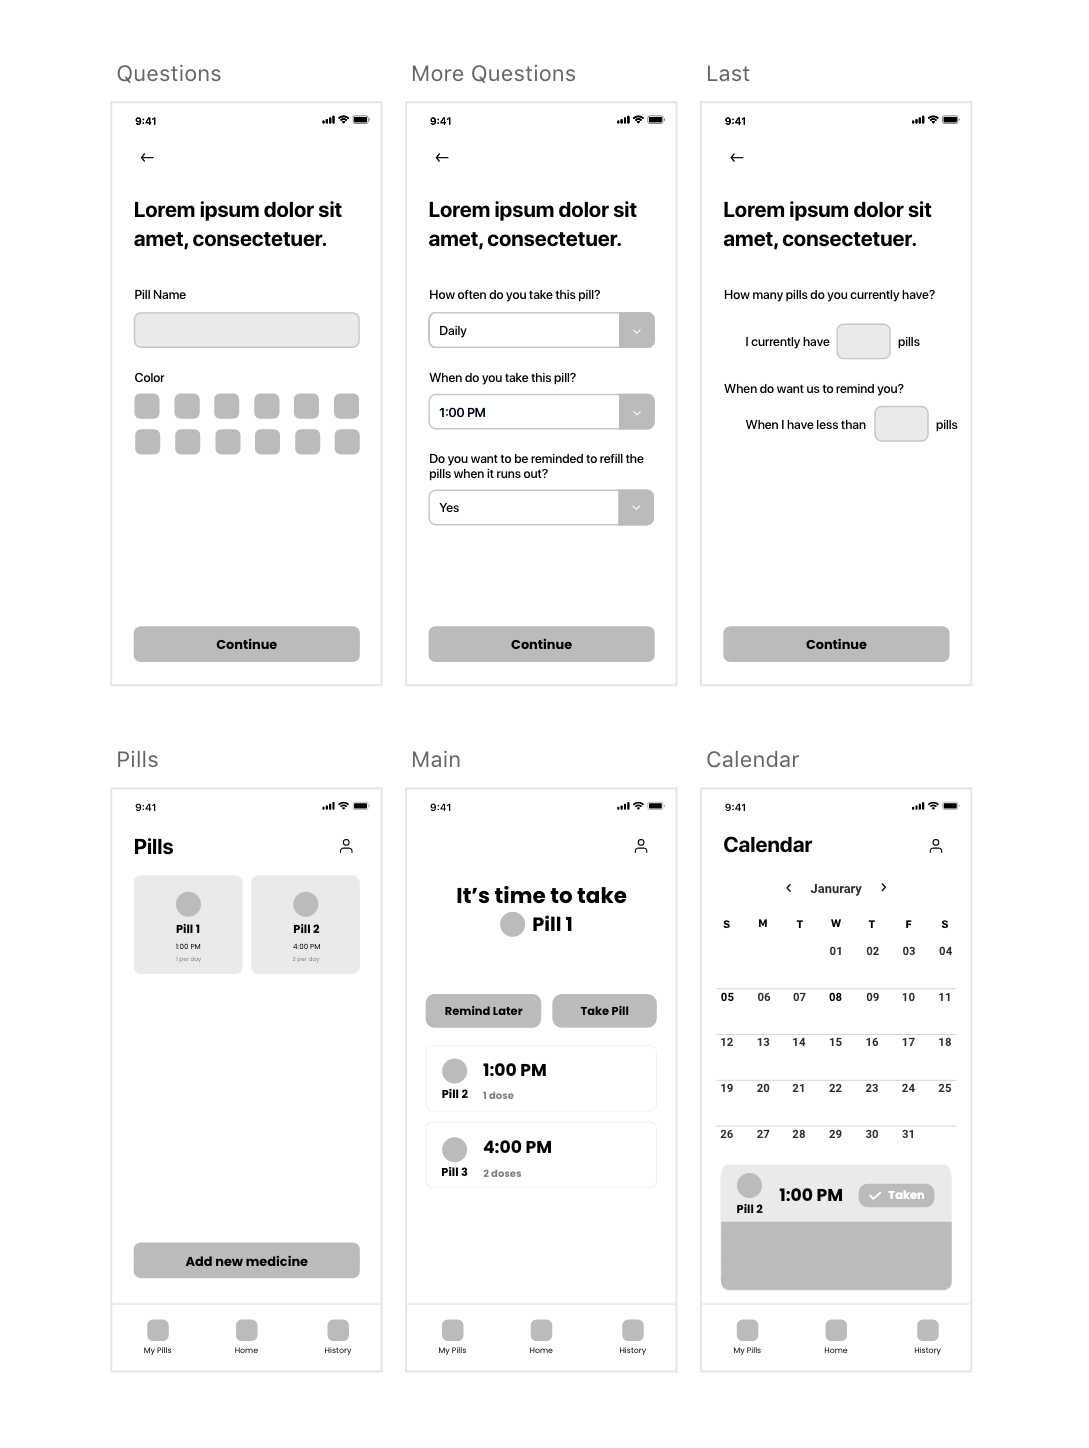 Questions
9:41
Lorem ipsum dolor sit
amet, consectetuer.
Pill Name
Color
Continue
More Questions
9:41
Lorem ipsum dolor sit
amet, consectetuer.
How often do you take this pill?
Daily
When do you take this pill?
1:00 PM
Do you want to be reminded to refill the
pills when it runs out?
Yes
Continue
Last
9:41
Lorem ipsum dolor sit
amet, consectetuer.
How many pills do you currently have?
I currently have pills
When do want us to remind you?
When I have less than pills
Continue
Pills
9:41
Pills
Pill 1
1:00 PM
1 per day
Pill 2
4:00 PM
2 per day
Add new medicine
My Pills Home History
Main
9:41
It's time to take
Pill 1
Remind Later Take Pill
1:00 PM
Pill 2 1 dose
4:00 PM
Pill 3 2 doses
My Pills Home History
Calendar
9:41
Calendar
Janurary
S M T W T F S
01 02 03 04
05 06 07 08 09 10 11
12 13 14 15 16 17 18
19 20 21 22 23 24 25
26 27 28 29 30 31
1:00 PM Taken
Pill 2
My Pills Home History